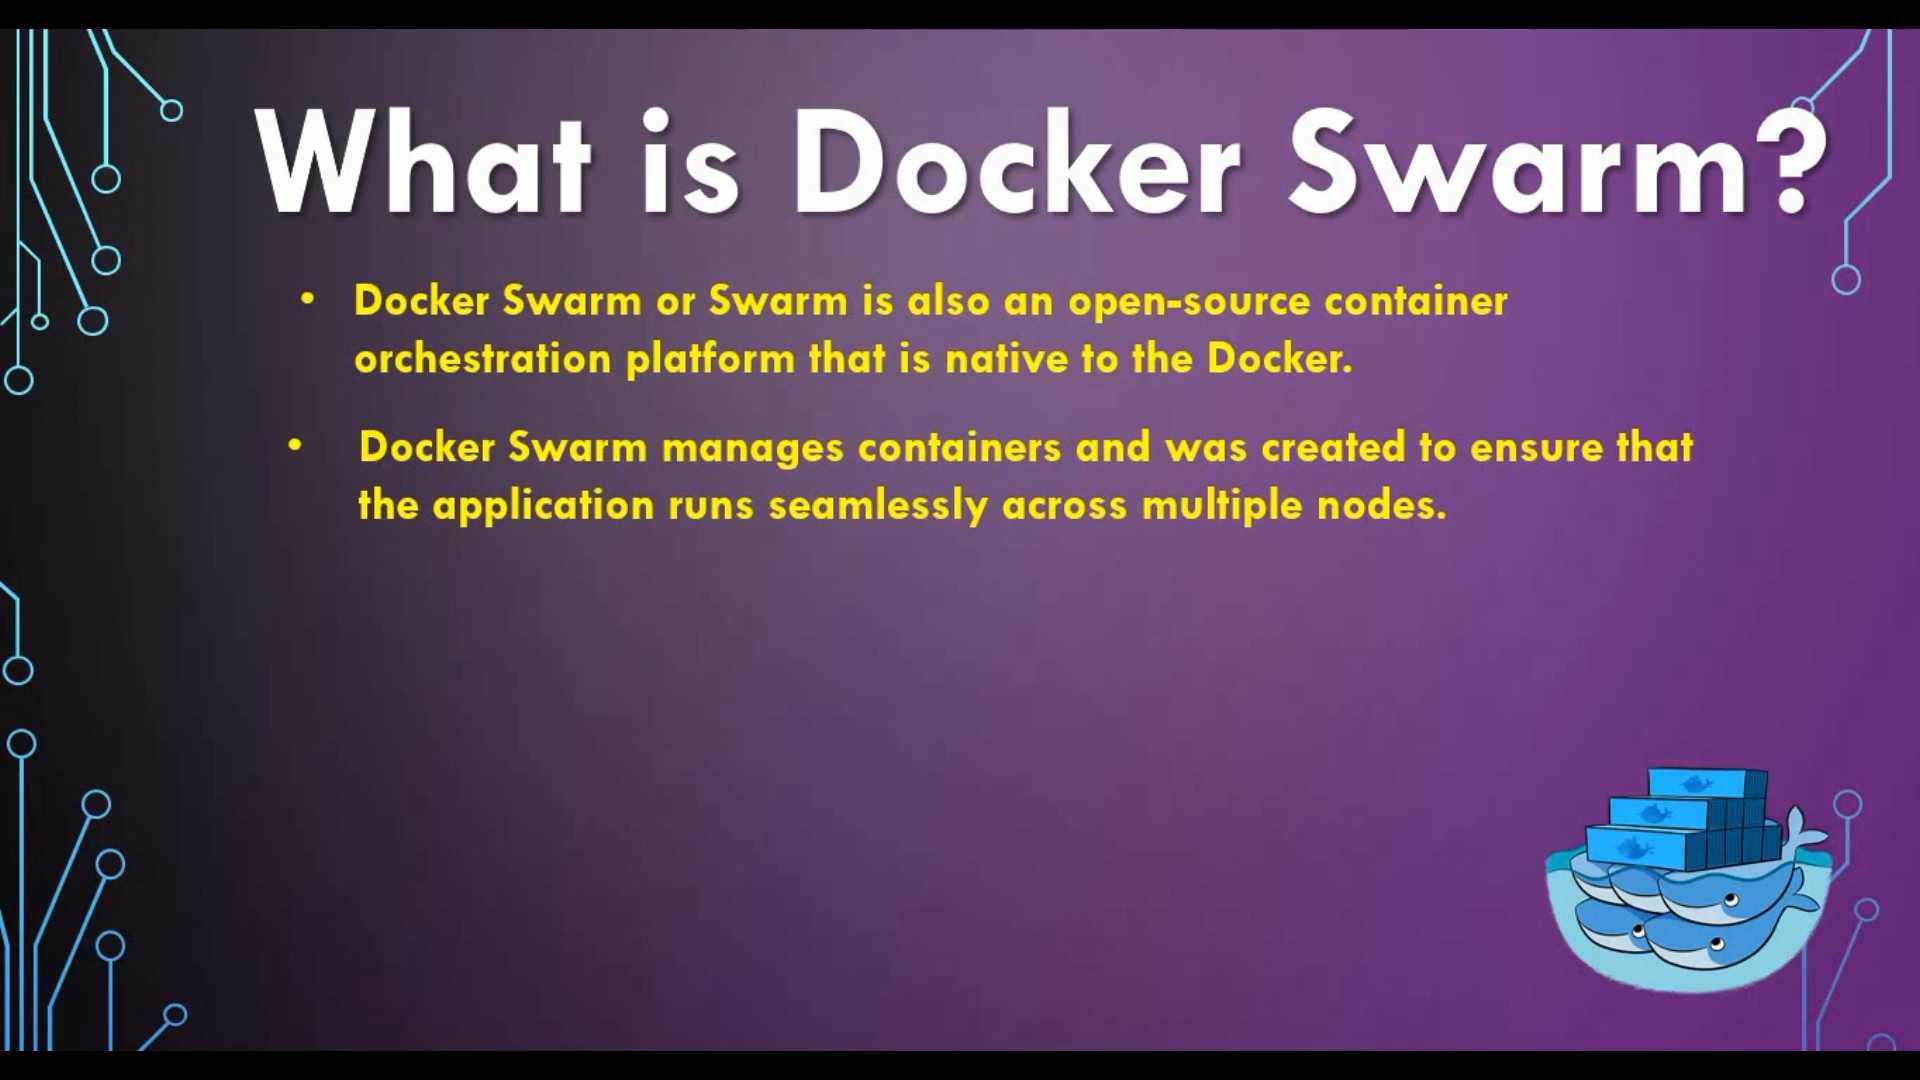 What is Docker Swarm?
• Docker Swarm or Swarm is also an open-source container
orchestration platform that is native to the Docker.
• Docker Swarm manages containers and was created to ensure that
the application runs seamlessly across multiple nodes.